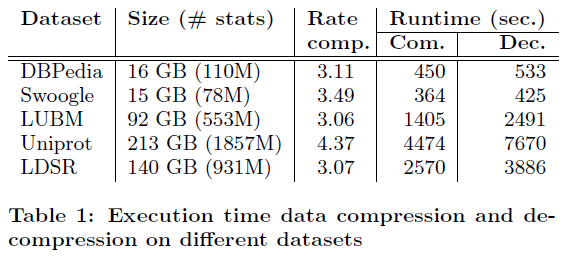 Dataset Size (# stats) Rate Runtime (sec.)
comp. Com. Dec.
DBPedia 16 GB (110M) 3.11 450 533
Swoogle 15 GB (78M) 3.49 364 425
LUBM 92 GB (553M) 3.06 1405 2491
Uniprot 213 GB (1857M) 4.37 4474 7670
LDSR 140 GB (931M) 3.07 2570 3886
Table 1: Execution time data compression and de-
compression on different datasets